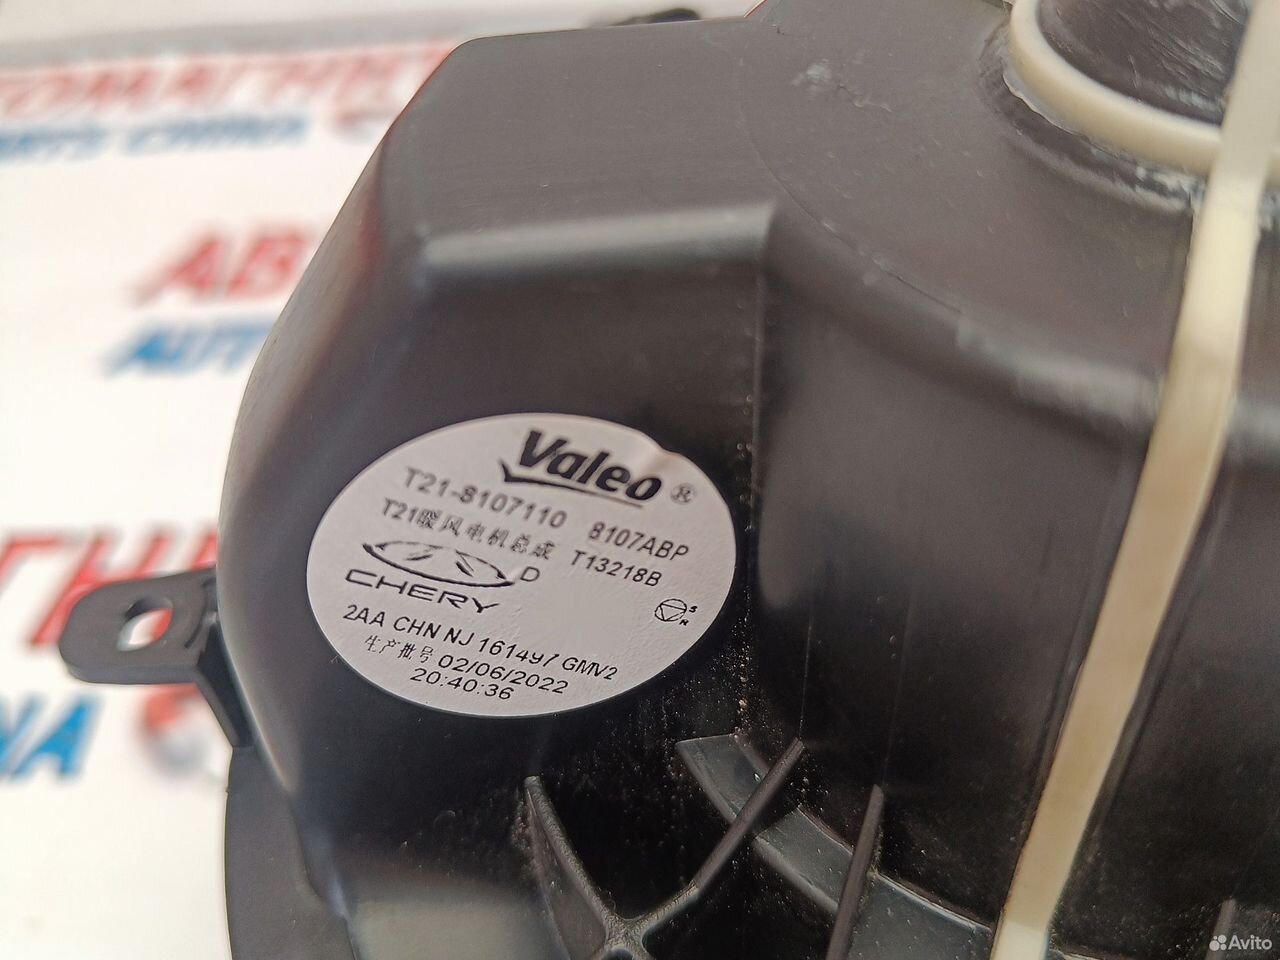 Valeo®
T21-8107110 8107ABP
T21暖风电机总成 T13218B
D
CHERY
S
N
2AA CHN NJ 161497 GMV2
生产批号 02/06/2022
20:40:36
Avito